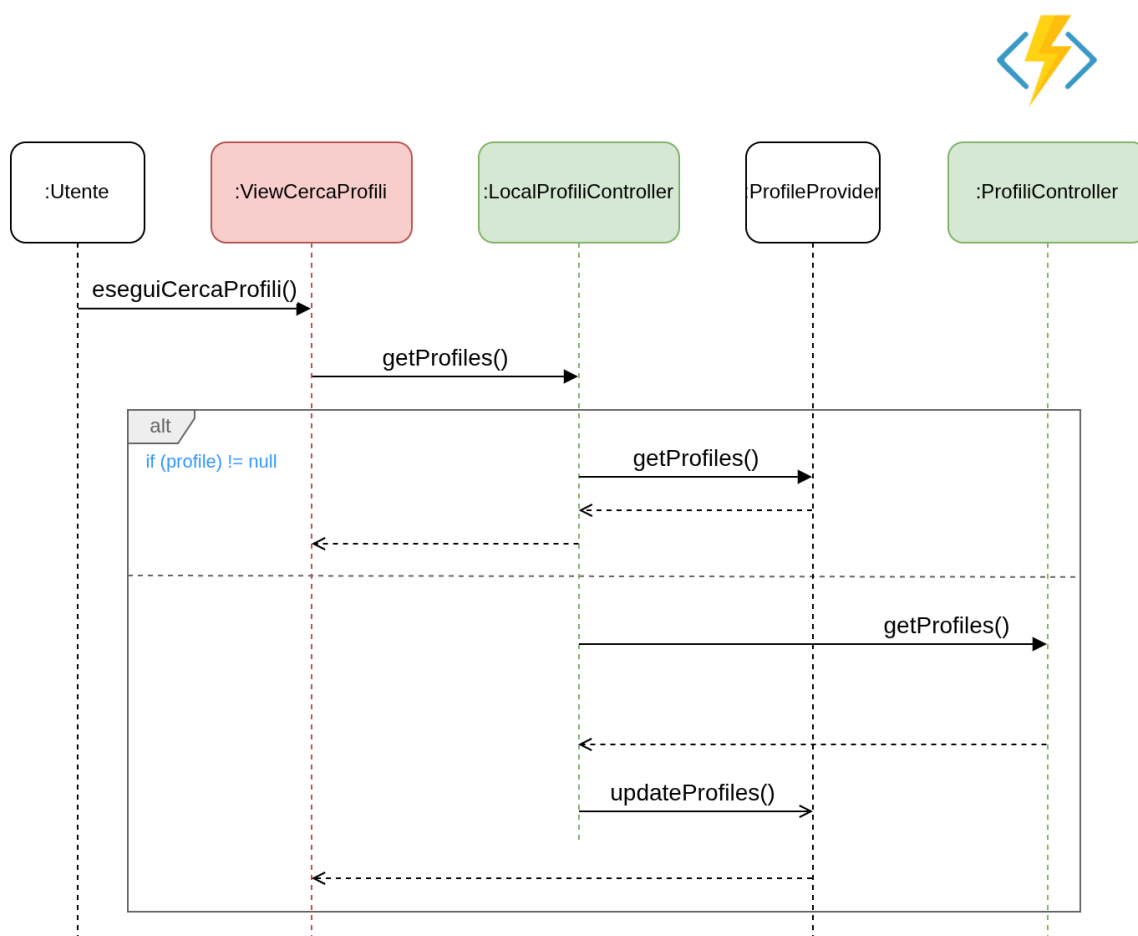 :Utente
:ViewCercaProfili
:LocalProfiliController
:ProfileProvider
:ProfiliController
eseguiCercaProfili()
getProfiles()
alt
if (profile) != null
getProfiles()
getProfiles()
updateProfiles()